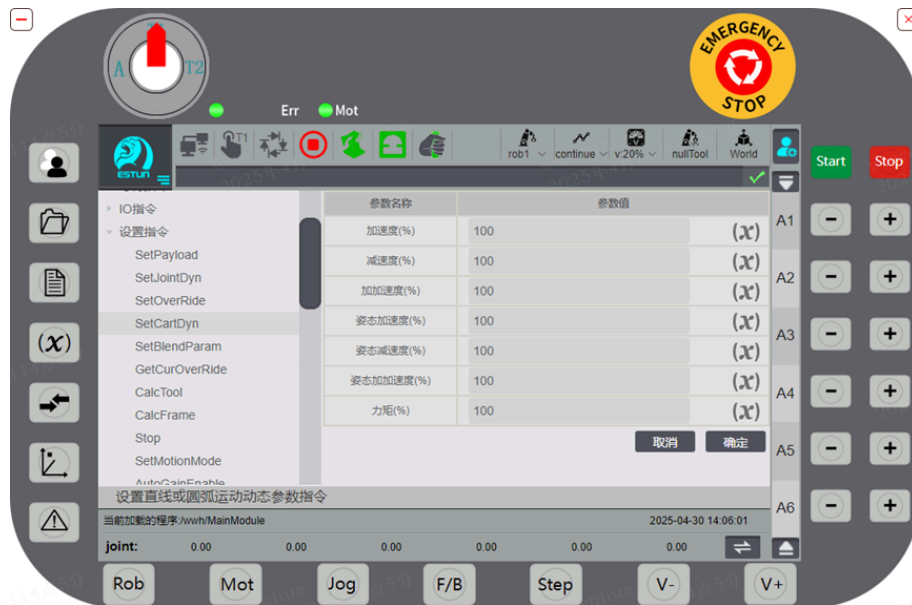 A T2
Err Mot
EMERGENCY
STOP
T1
rob1 continue v:20% nullTool World
ESTUN
Start Stop
IO指令
设置指令
SetPayload
SetJointDyn
SetOverRide
SetCartDyn
SetBlendParam
GetCurOverRide
CalcTool
CalcFrame
Stop
SetMotionMode
AutoGainEnable
参数名称 参数值
加速度(%) 100 (x)
减速度(%) 100 (x)
加加速度(%) 100 (x)
姿态加速度(%) 100 (x)
姿态减速度(%) 100 (x)
姿态加加速度(%) 100 (x)
力矩(%) 100 (x)
取消 确定
A1 - +
A2 - +
A3 - +
A4 - +
A5 - +
A6 - +
(x)
设置直线或圆弧运动动态参数指令
当前加载的程序:/wwh/MainModule 2025-04-30 14:06:01
joint: 0.00 0.00 0.00 0.00 0.00 0.00
Rob Mot Jog F/B Step V- V+